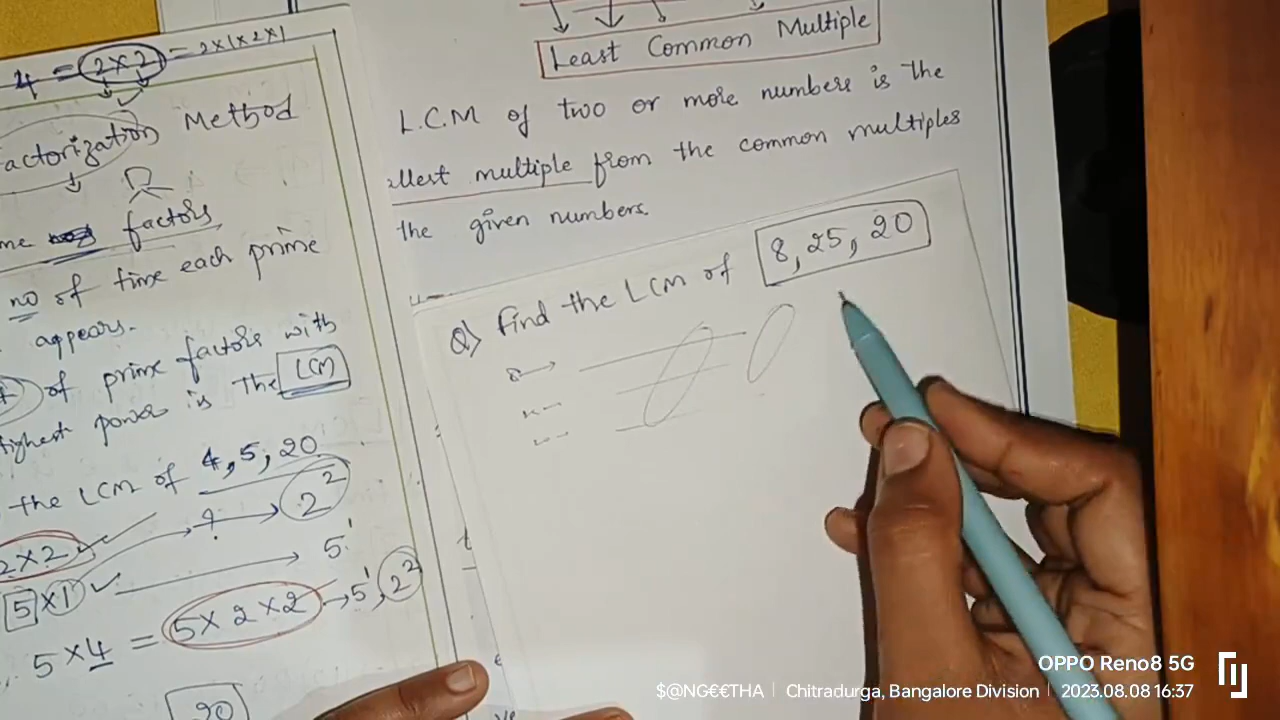 4 = 2×2 = 2×1×2×1
actorization Method
me factors
no of time each prime
appears.
of prime factors with
highest power is the LCM
the LCM of 4, 5, 20
2×2 → 2²
5×1 → 5¹
5×4 = 5×2×2 → 5¹, 2²
20
Least Common Multiple
L.C.M of two or more numbers is the
allest multiple from the common multiples
the given numbers.
Q) Find the LCM of 8, 25, 20
8 →
OPPO Reno8 5G
$@NG€€THA | Chitradurga, Bangalore Division | 2023.08.08 16:37